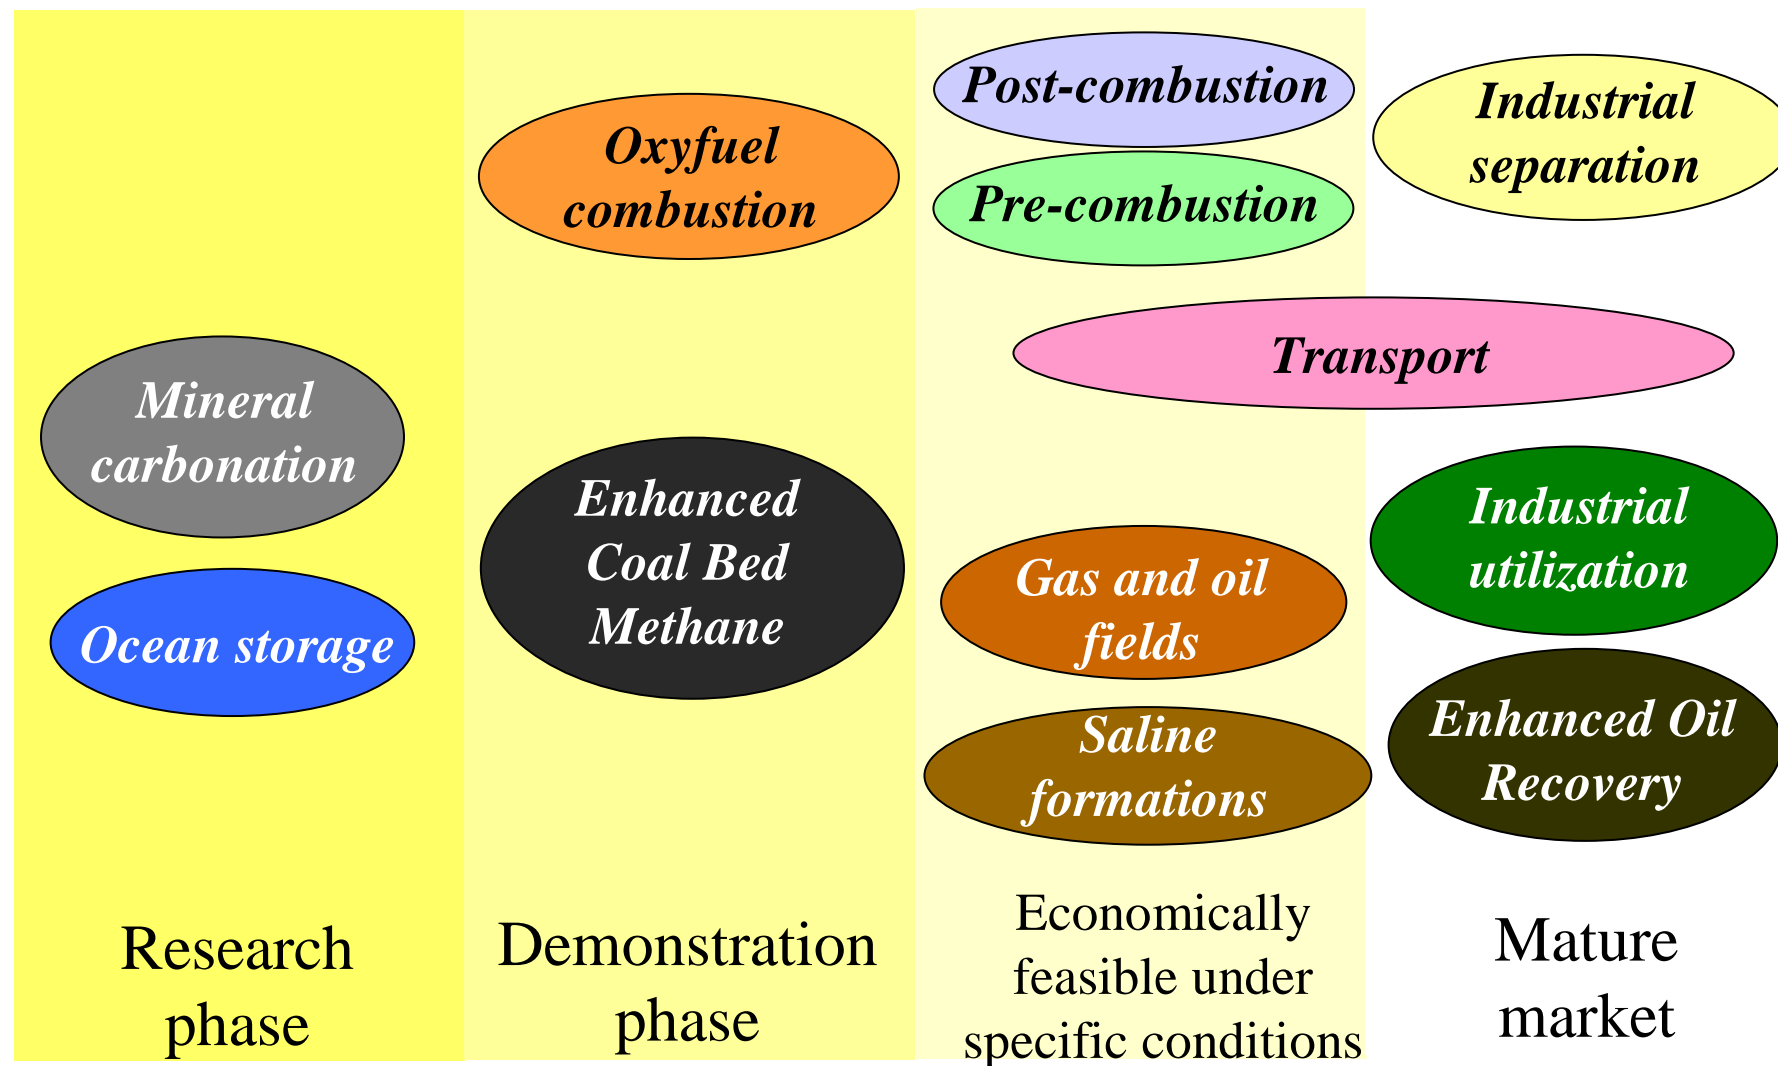 Mineral
carbonation
Ocean storage
Research
phase
Oxyfuel
combustion
Enhanced
Coal Bed
Methane
Demonstration
phase
Post-combustion
Pre-combustion
Transport
Gas and oil
fields
Saline
formations
Economically
feasible under
specific conditions
Industrial
separation
Industrial
utilization
Enhanced Oil
Recovery
Mature
market